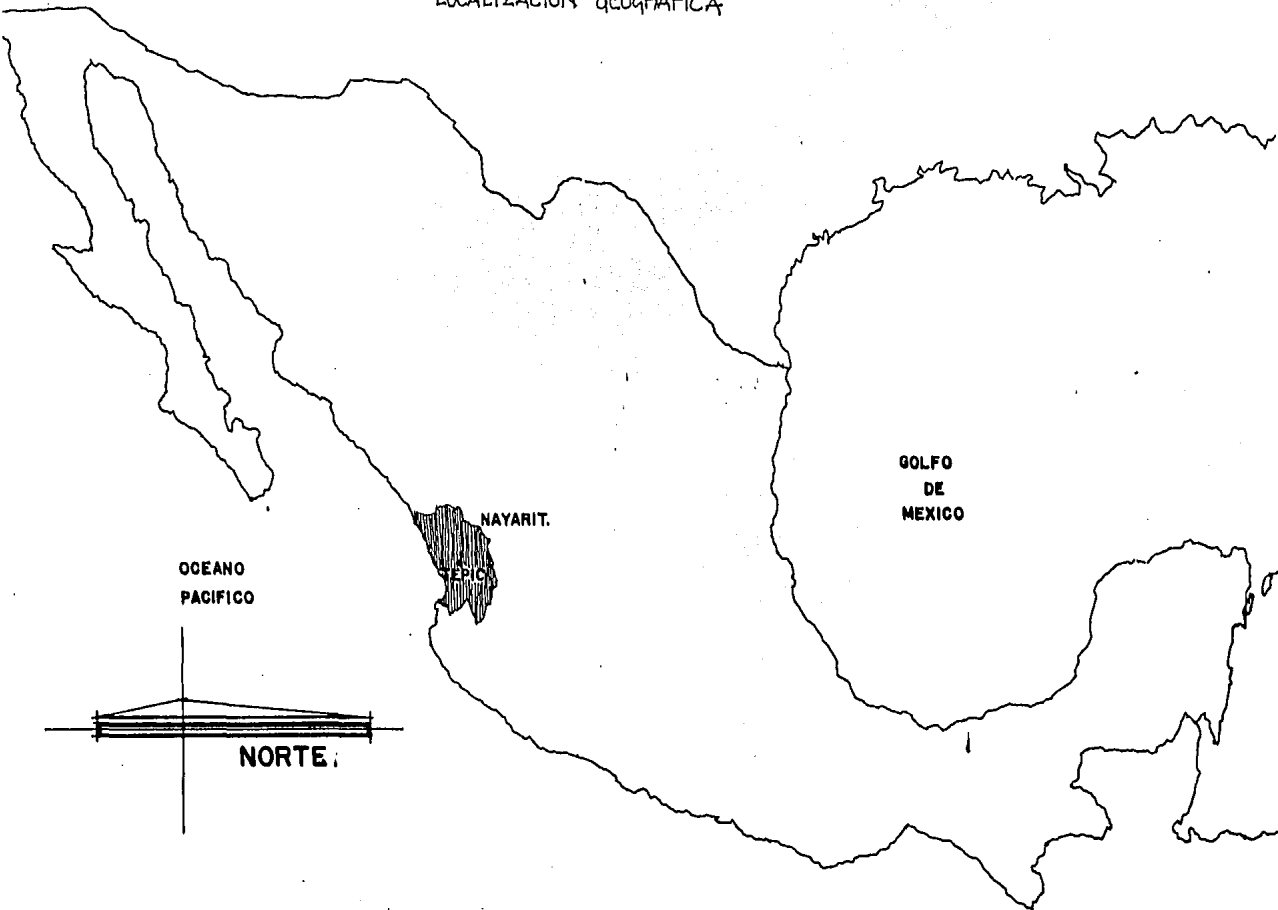 LOCALIZACION GEOGRAFICA
NAYARIT.
TEPIC
GOLFO
DE
MEXICO
OCEANO
PACIFICO
NORTE